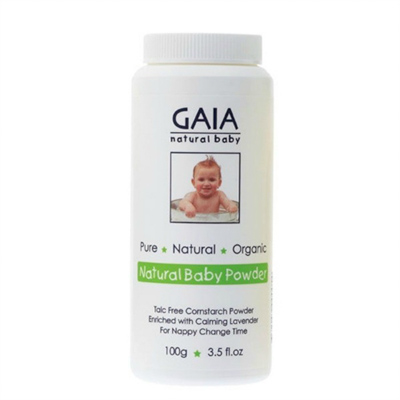 GAIA
natural baby
Pure ★ Natural ★ Organic
Natural Baby Powder
Talc Free Cornstarch Powder
Enriched with Calming Lavender
For Nappy Change Time
100g ★ 3.5 fl.oz